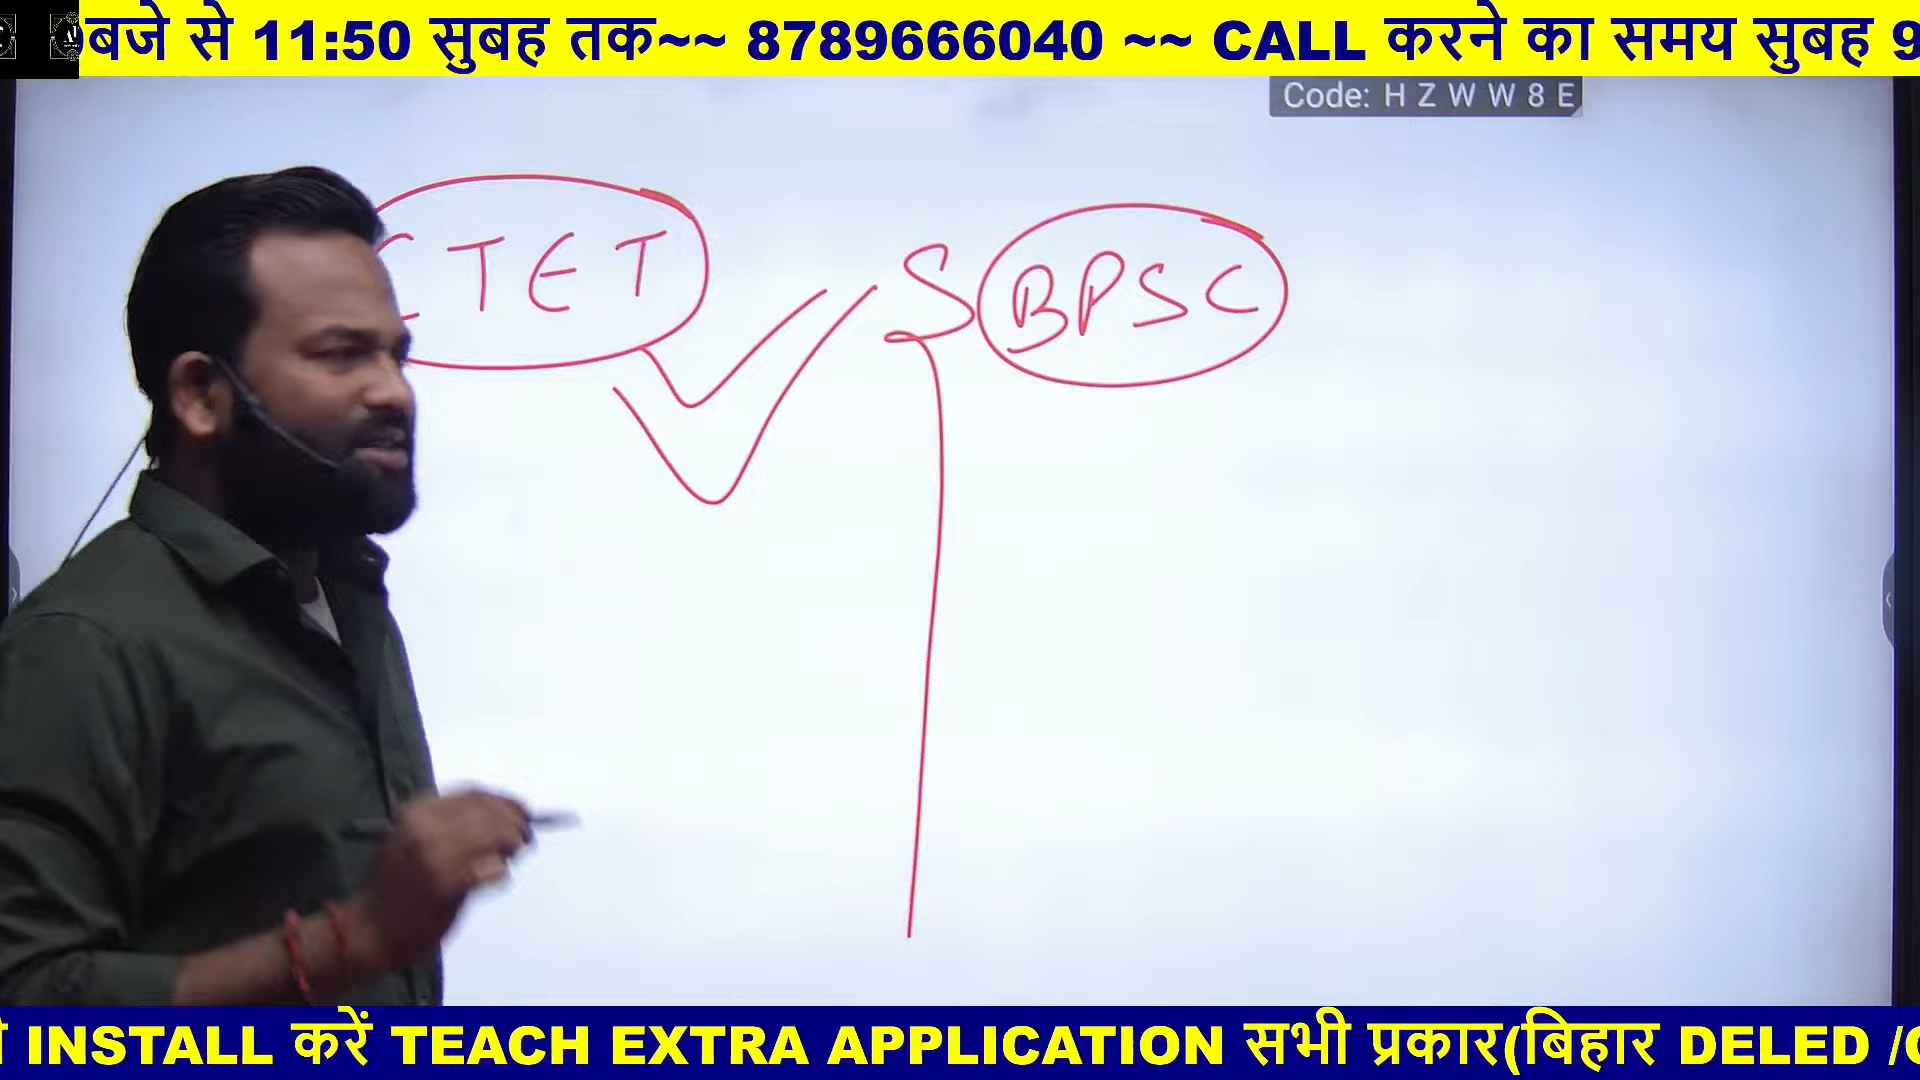 बजे से 11:50 सुबह तक~~ 8789666040 ~~ CALL करने का समय सुबह 9
Code: H Z W W 8 E
CTET
S BPSC
INSTALL करें TEACH EXTRA APPLICATION सभी प्रकार(बिहार DELED /